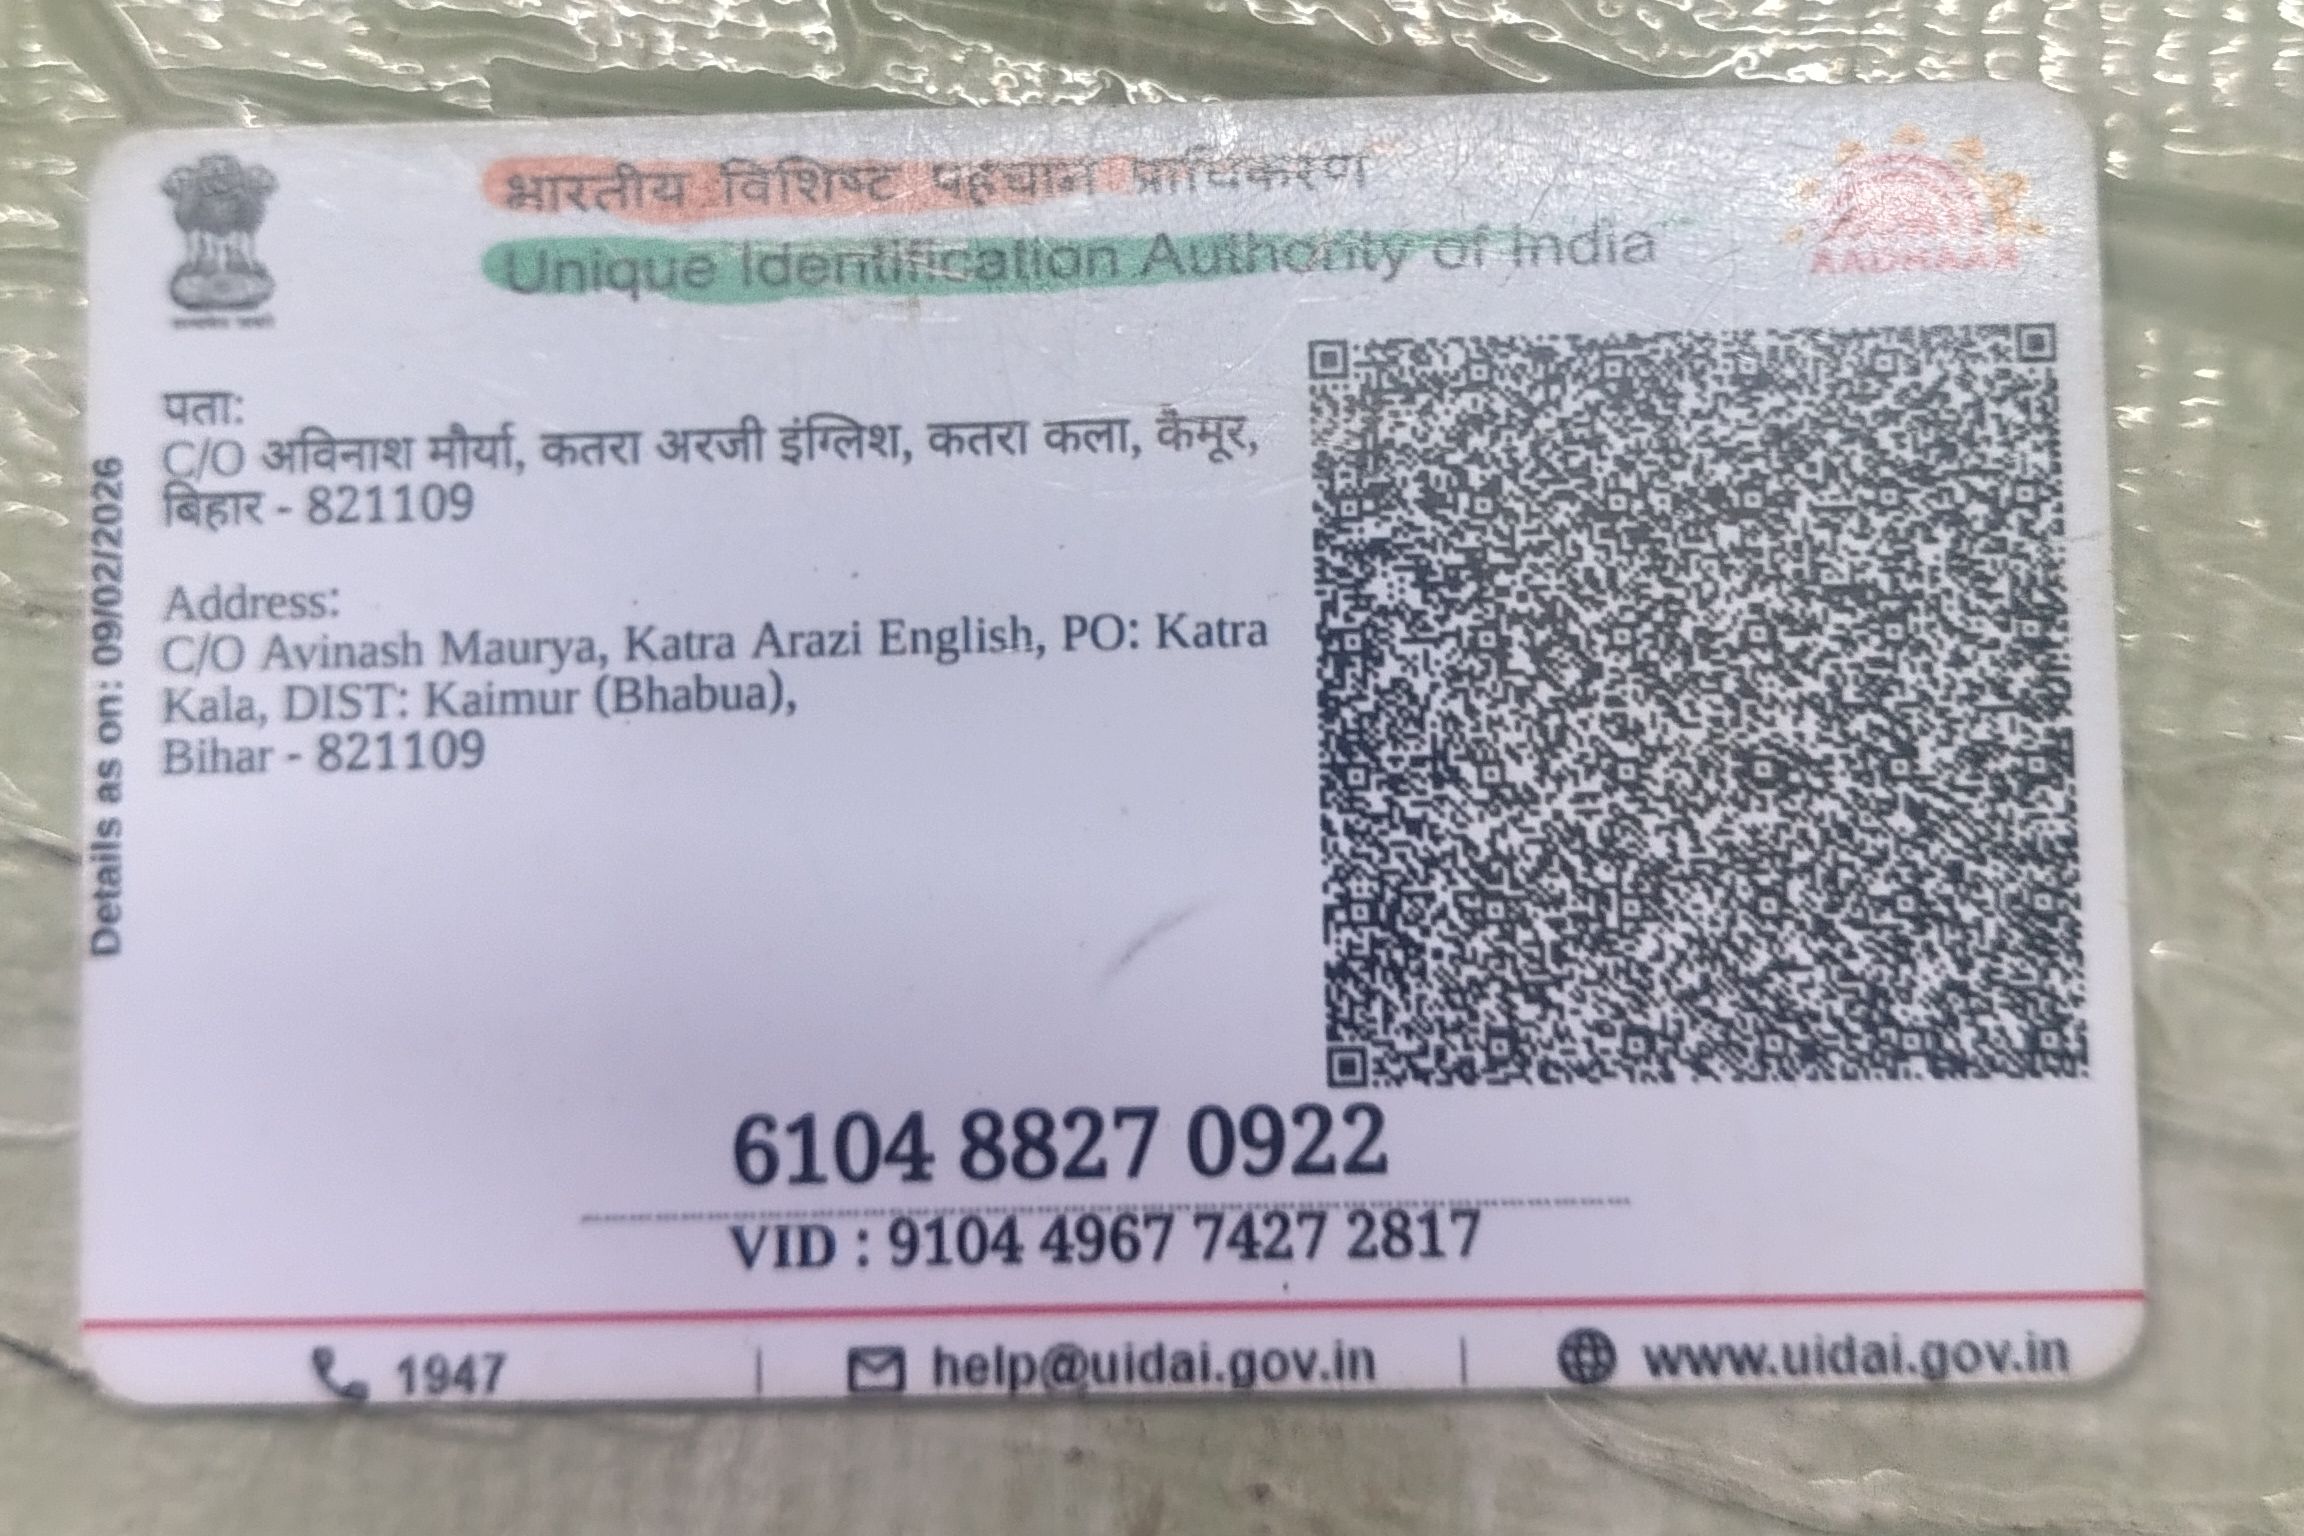 भारतीय विशिष्ट पहचान प्राधिकरण
Unique Identification Authority of India
AADHAAR
पता:
C/O अविनाश मौर्या, कतरा अरजी इंग्लिश, कतरा कला, कैमूर,
बिहार - 821109
Address:
C/O Avinash Maurya, Katra Arazi English, PO: Katra
Kala, DIST: Kaimur (Bhabua),
Bihar - 821109
Details as on: 09/02/2026
6104 8827 0922
VID : 9104 4967 7427 2817
1947
help@uidai.gov.in
www.uidai.gov.in